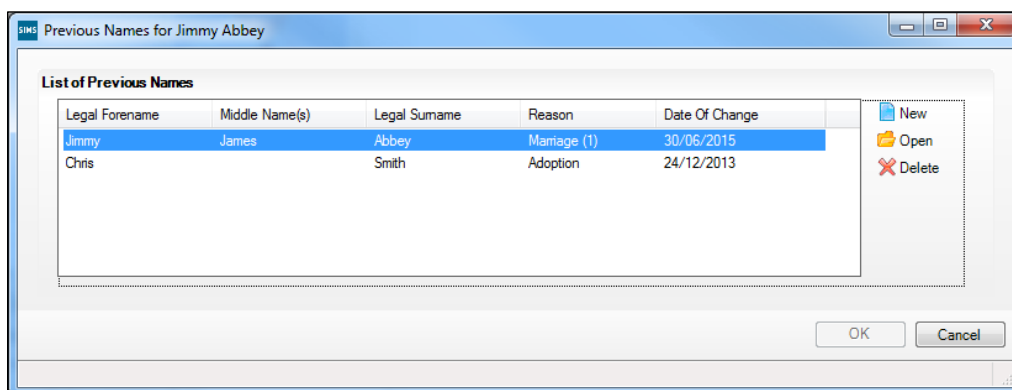 SIMS Previous Names for Jimmy Abbey
List of Previous Names
Legal Forename Middle Name(s) Legal Surname Reason Date Of Change
Jimmy James Abbey Marriage (1) 30/06/2015
Chris Smith Adoption 24/12/2013
New
Open
Delete
OK Cancel